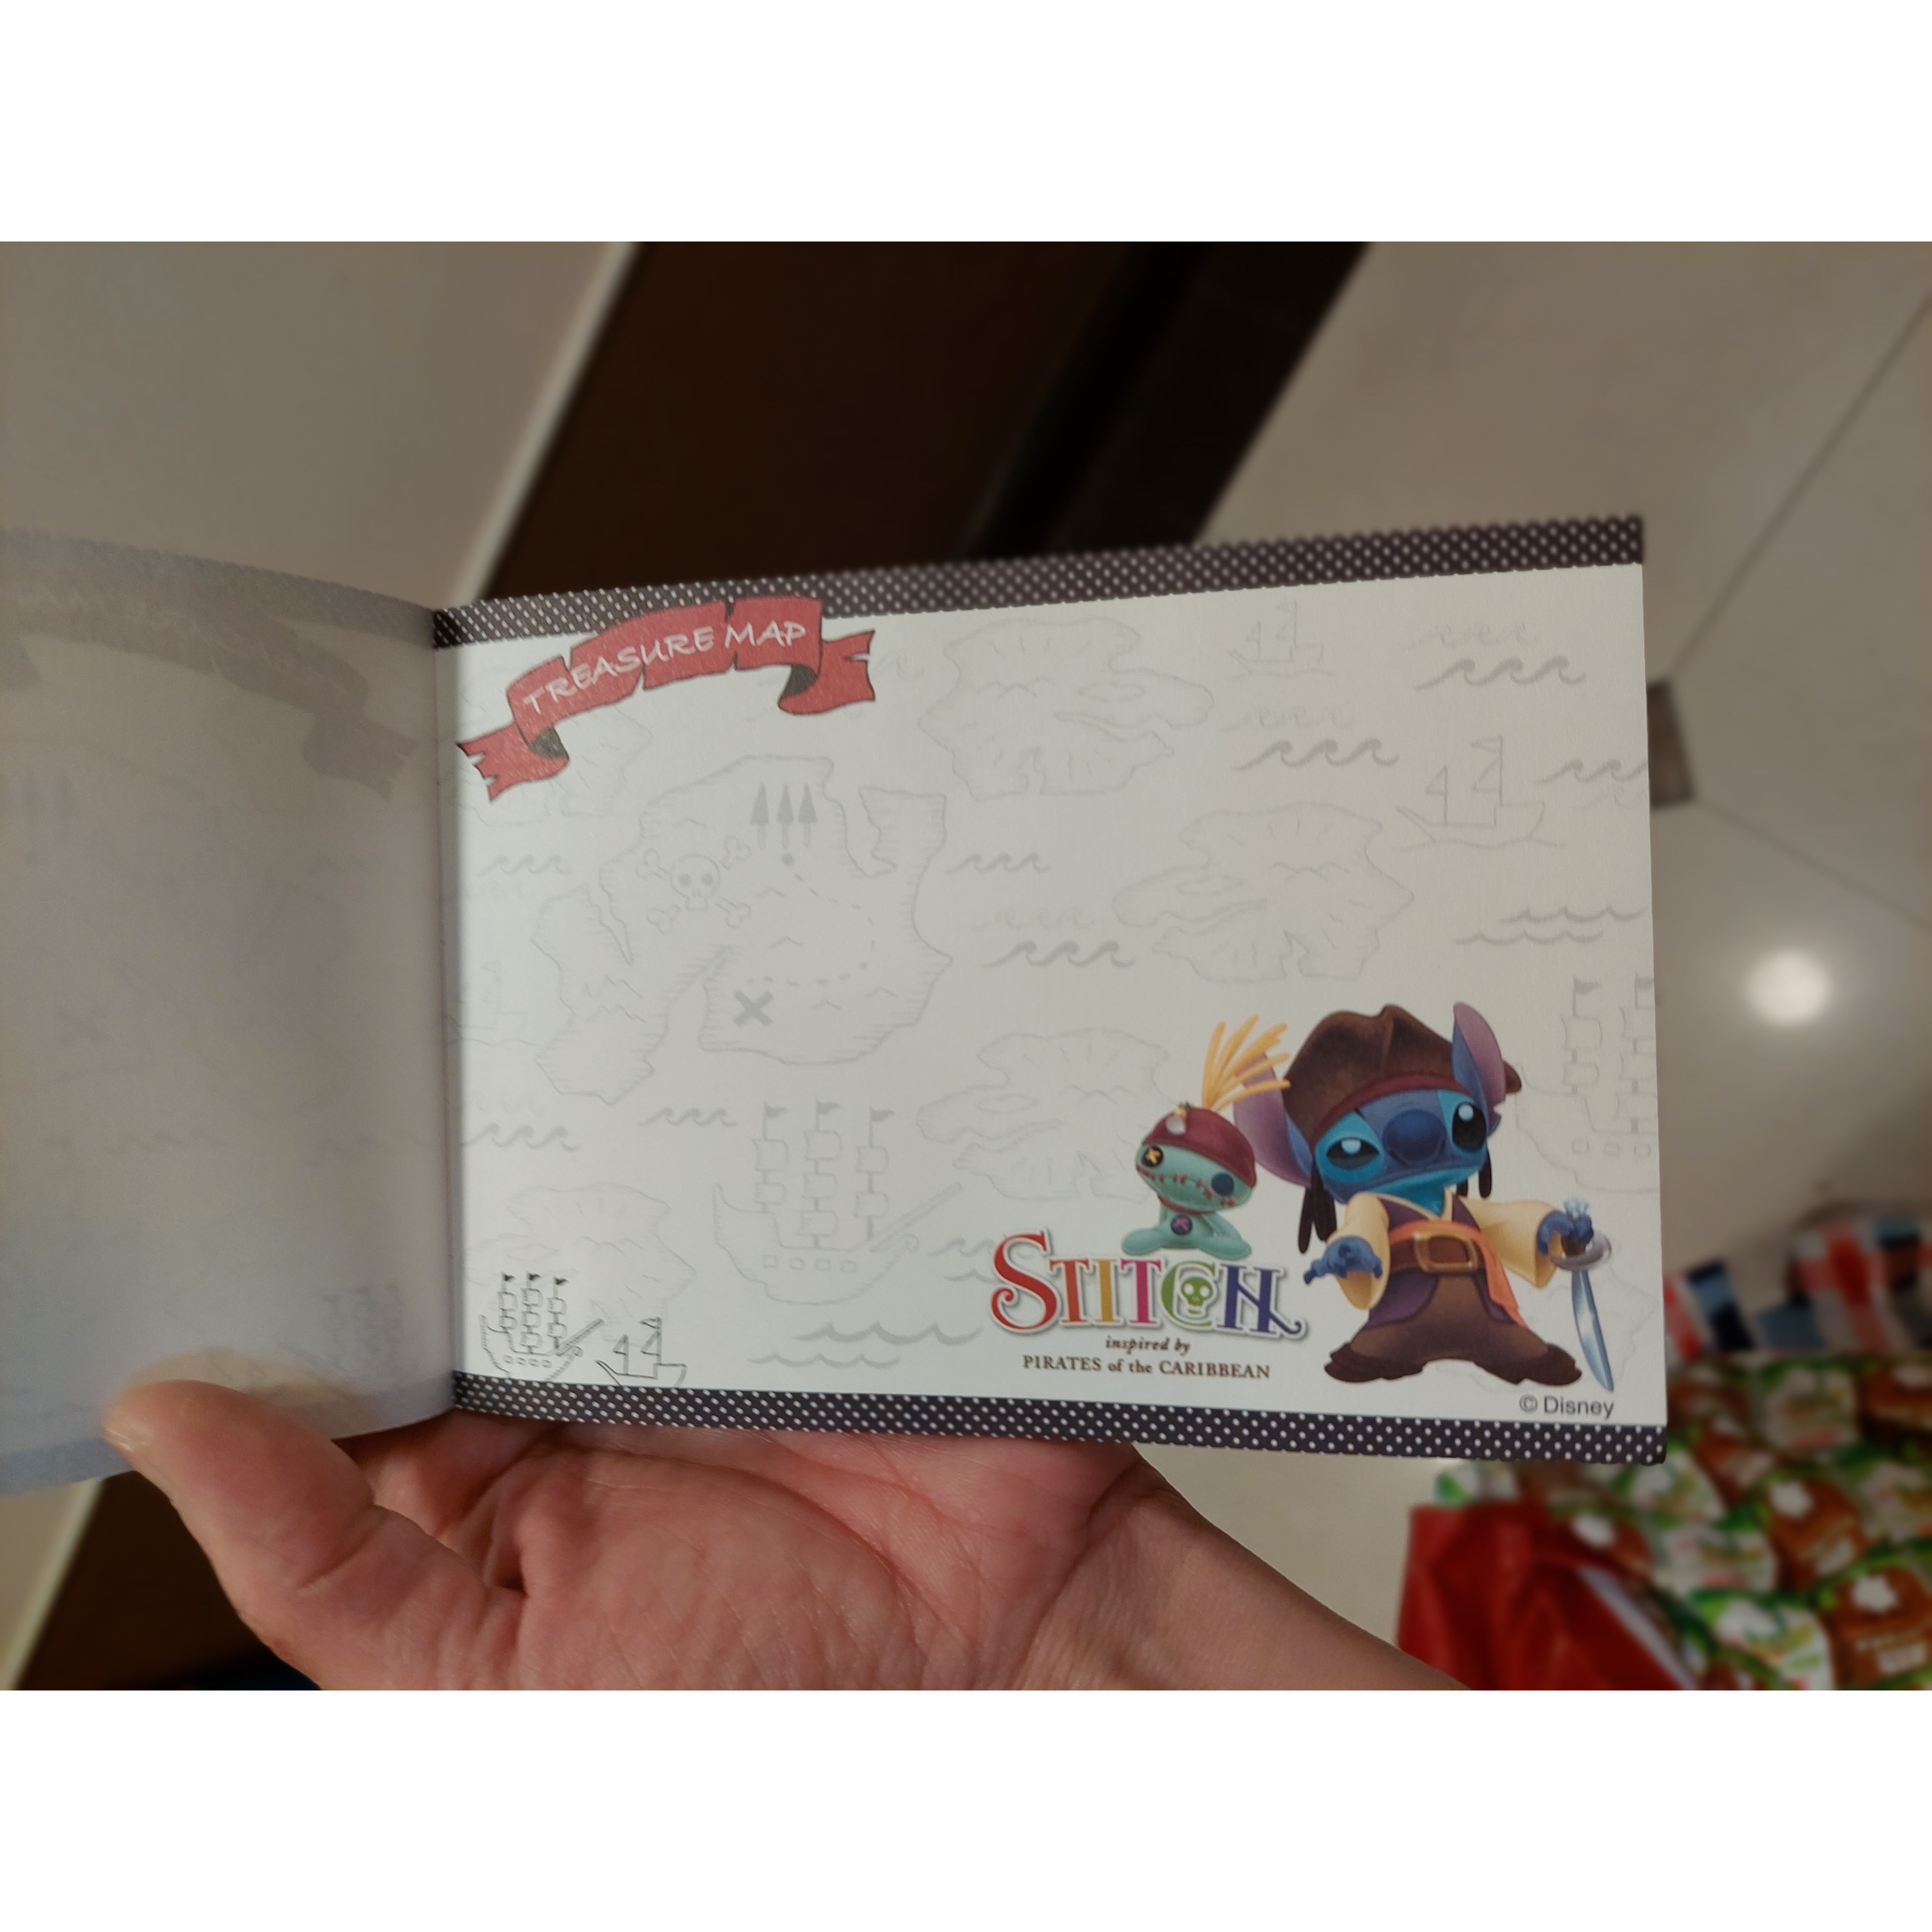 TREASURE MAP
STITCH
inspired by
PIRATES of the CARIBBEAN
© Disney